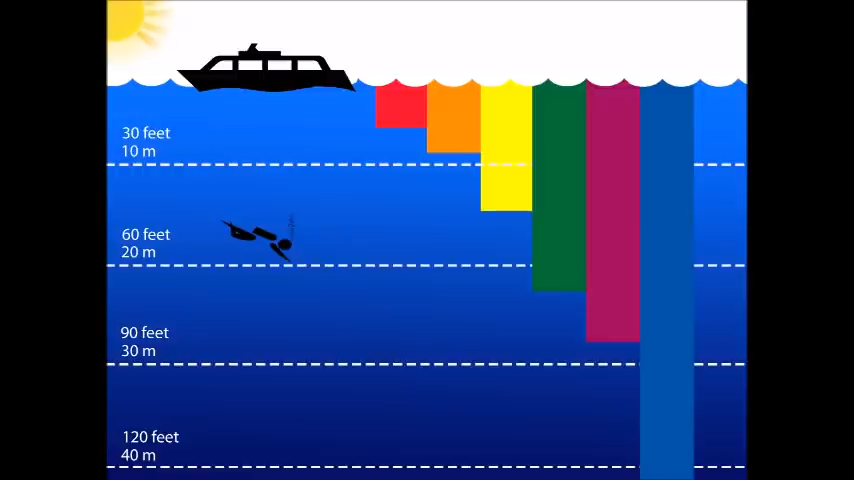 30 feet
10 m
60 feet
20 m
90 feet
30 m
120 feet
40 m